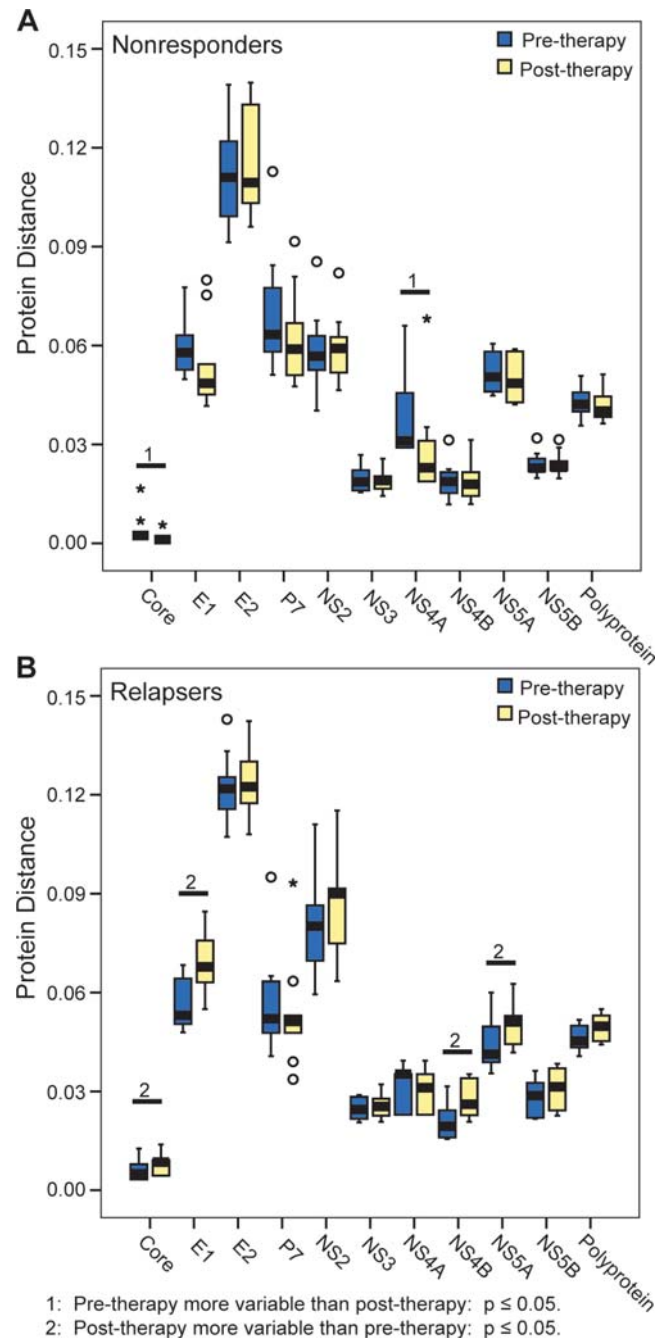 A
Nonresponders
Pre-therapy
Post-therapy
Protein Distance
0.15
0.12
0.09
0.06
0.03
0.00
1
1
*
*
*
*
Core
E1
E2
P7
NS2
NS3
NS4A
NS4B
NS5A
NS5B
Polyprotein
B
Relapsers
Pre-therapy
Post-therapy
Protein Distance
0.15
0.12
0.09
0.06
0.03
0.00
2
2
2
2
*
Core
E1
E2
P7
NS2
NS3
NS4A
NS4B
NS5A
NS5B
Polyprotein
1: Pre-therapy more variable than post-therapy: p ≤ 0.05.
2: Post-therapy more variable than pre-therapy: p ≤ 0.05.